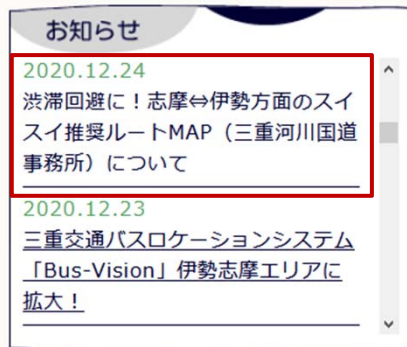 お知らせ
2020.12.24
渋滞回避に！志摩⇔伊勢方面のスイ
スイ推奨ルートMAP（三重河川国道
事務所）について
2020.12.23
三重交通バスロケーションシステム
「Bus-Vision」伊勢志摩エリアに
拡大！